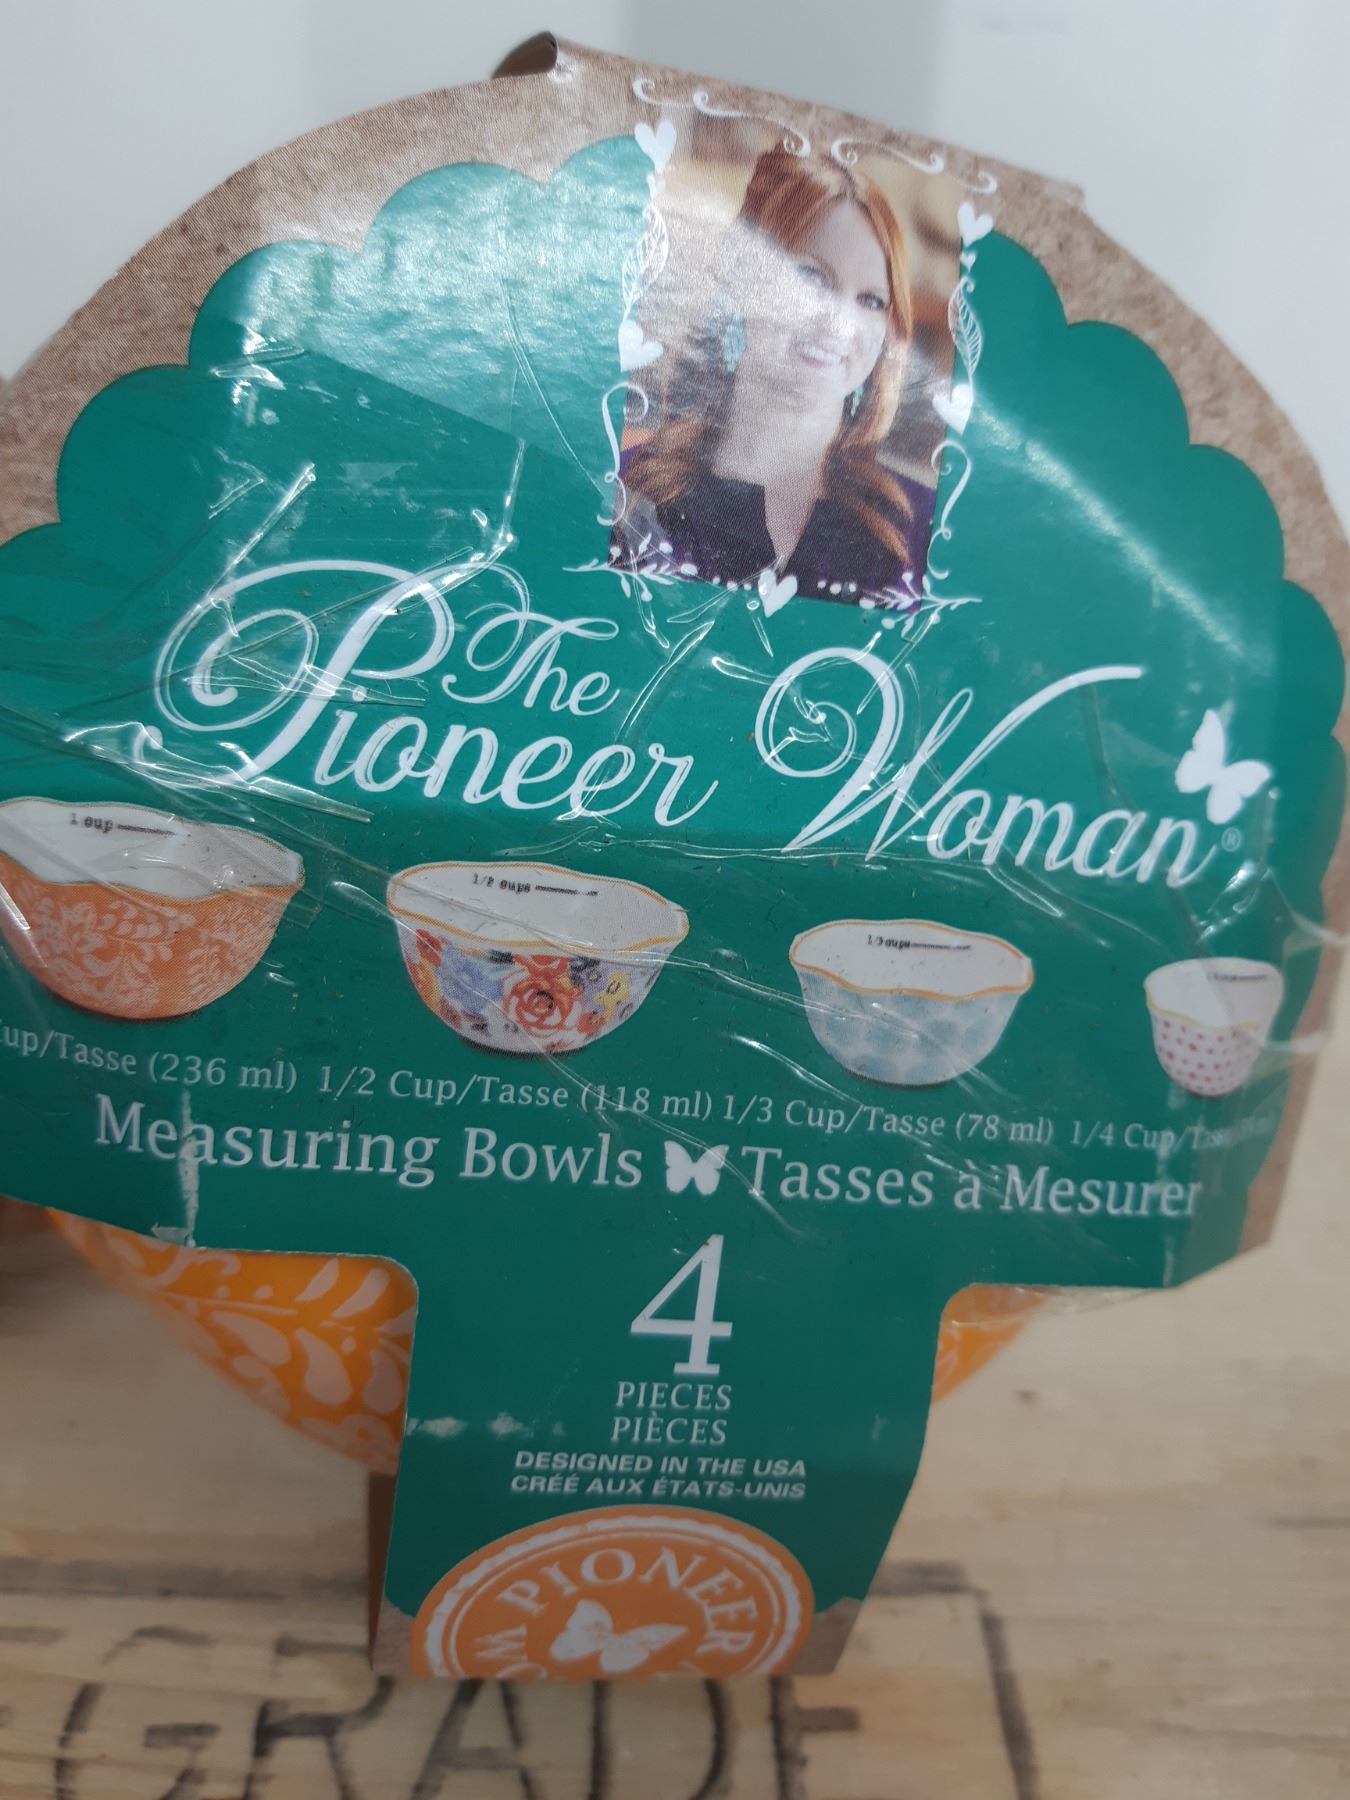 The
Pioneer Woman®
1 cup
1/2 cups
1/3 cups
Cup/Tasse (236 ml) 1/2 Cup/Tasse (118 ml) 1/3 Cup/Tasse (78 ml) 1/4 Cup/Tasse
Measuring Bowls Tasses à Mesurer
4
PIECES
PIÈCES
DESIGNED IN THE USA
CRÉÉ AUX ÉTATS-UNIS
PIONEER
GRADE